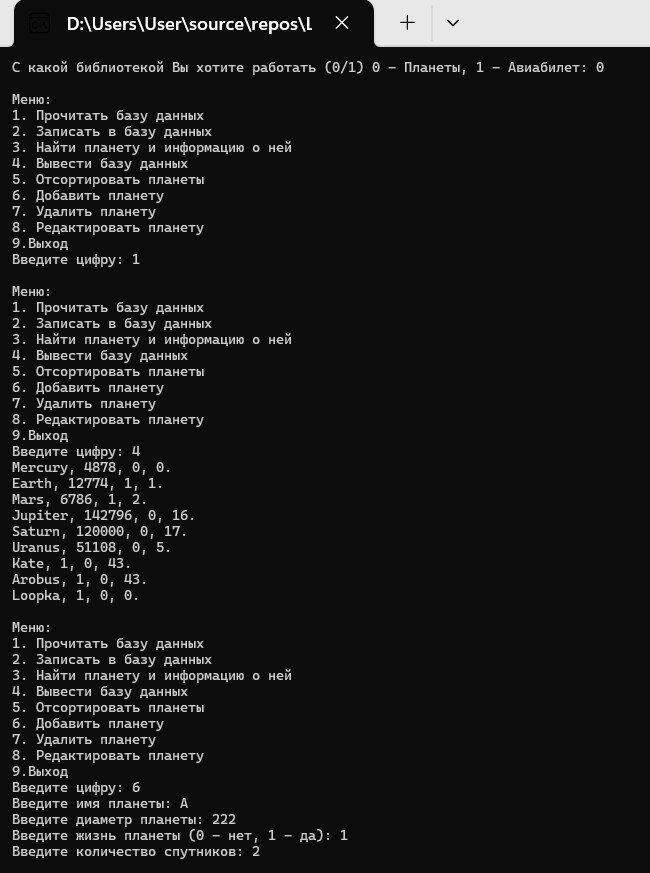 D:\Users\User\source\repos\L
С какой библиотекой Вы хотите работать (0/1) 0 - Планеты, 1 - Авиабилет: 0
Меню:
1. Прочитать базу данных
2. Записать в базу данных
3. Найти планету и информацию о ней
4. Вывести базу данных
5. Отсортировать планеты
6. Добавить планету
7. Удалить планету
8. Редактировать планету
9.Выход
Введите цифру: 1
Меню:
1. Прочитать базу данных
2. Записать в базу данных
3. Найти планету и информацию о ней
4. Вывести базу данных
5. Отсортировать планеты
6. Добавить планету
7. Удалить планету
8. Редактировать планету
9.Выход
Введите цифру: 4
Mercury, 4878, 0, 0.
Earth, 12774, 1, 1.
Mars, 6786, 1, 2.
Jupiter, 142796, 0, 16.
Saturn, 120000, 0, 17.
Uranus, 51108, 0, 5.
Kate, 1, 0, 43.
Arobus, 1, 0, 43.
Loopka, 1, 0, 0.
Меню:
1. Прочитать базу данных
2. Записать в базу данных
3. Найти планету и информацию о ней
4. Вывести базу данных
5. Отсортировать планеты
6. Добавить планету
7. Удалить планету
8. Редактировать планету
9.Выход
Введите цифру: 6
Введите имя планеты: A
Введите диаметр планеты: 222
Введите жизнь планеты (0 - нет, 1 - да): 1
Введите количество спутников: 2